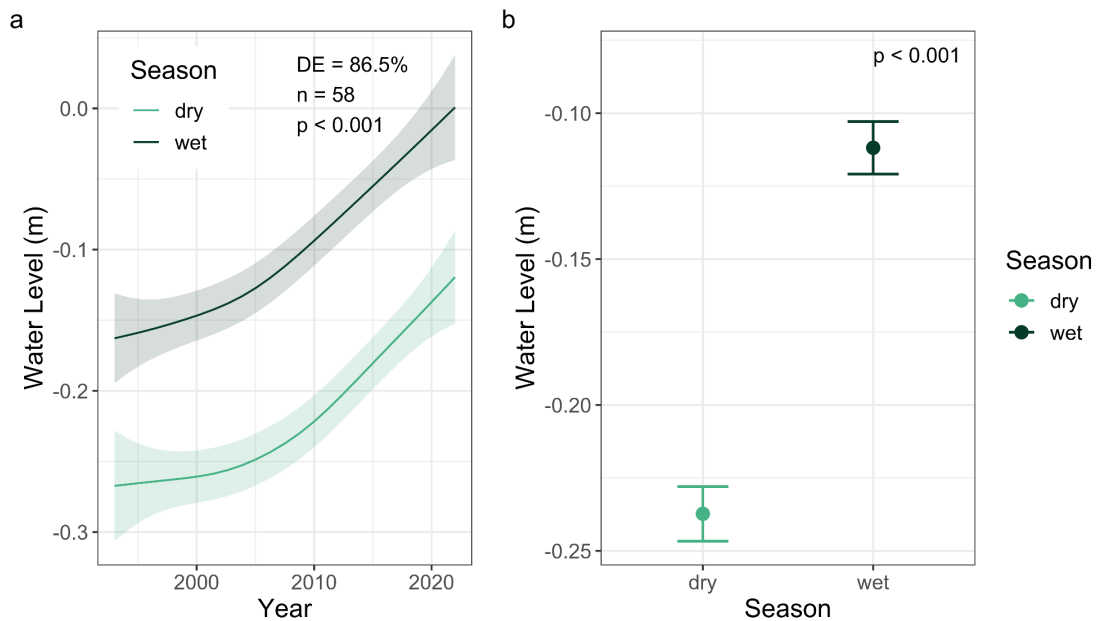 a
Season
dry
wet
DE = 86.5%
n = 58
p < 0.001
Water Level (m)
0.0
-0.1
-0.2
-0.3
2000
2010
2020
Year
b
p < 0.001
Water Level (m)
-0.10
-0.15
-0.20
-0.25
dry
wet
Season
Season
dry
wet